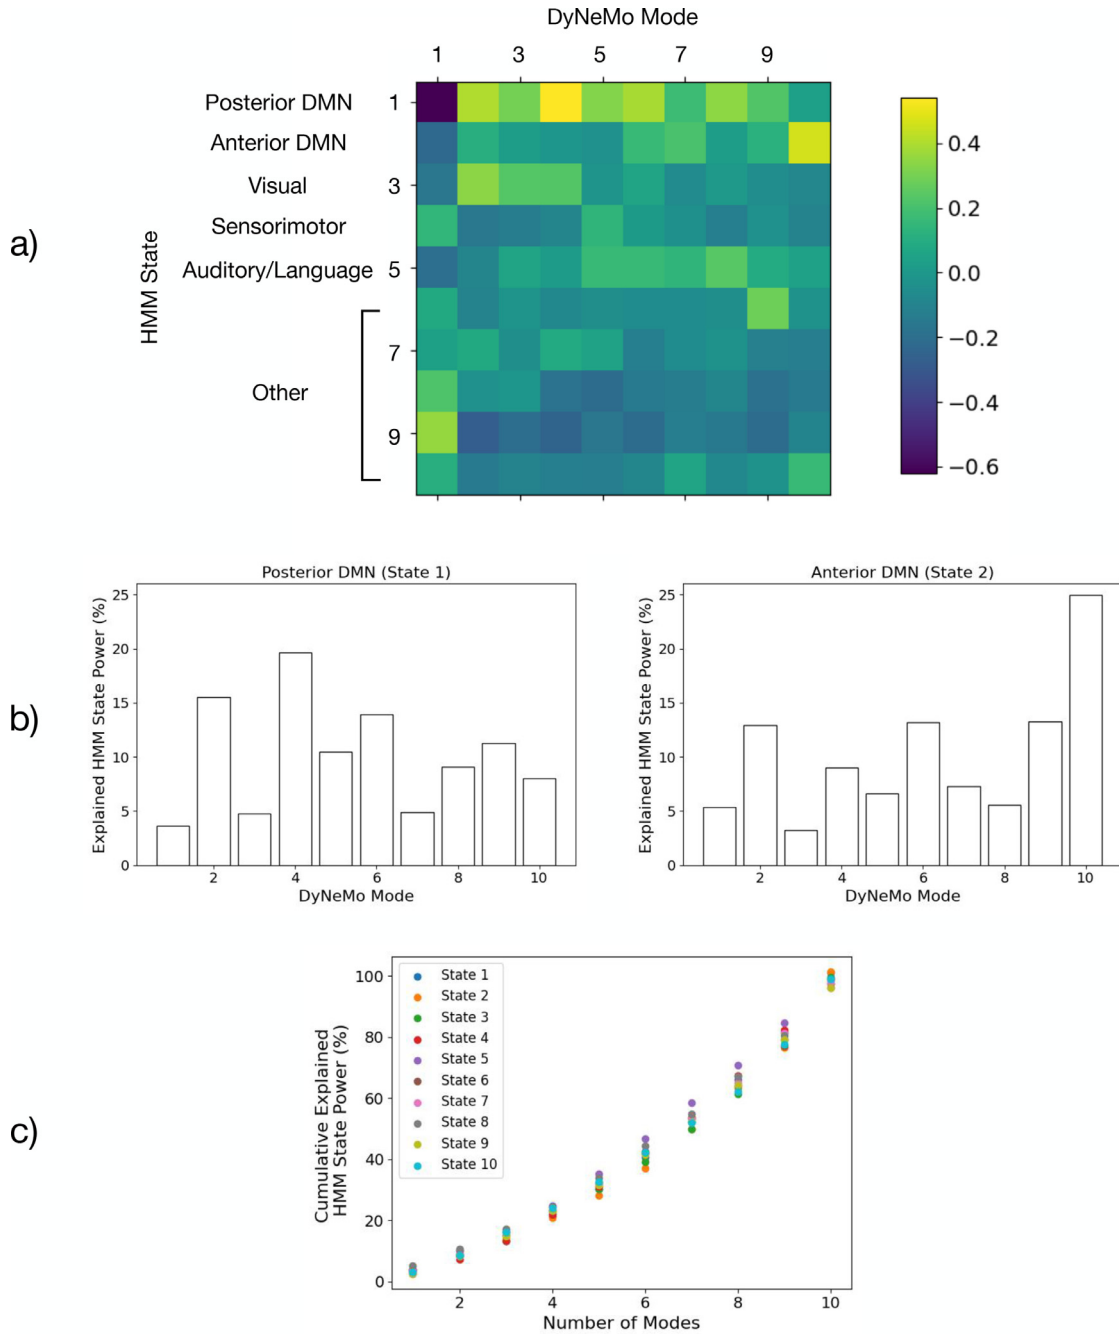 a)
DyNeMo Mode
1 3 5 7 9
HMM State
Posterior DMN 1
Anterior DMN
Visual 3
Sensorimotor
Auditory/Language 5
7
Other
9
0.4
0.2
0.0
−0.2
−0.4
−0.6
b)
Posterior DMN (State 1)
Explained HMM State Power (%)
25
20
15
10
5
0
2 4 6 8 10
DyNeMo Mode
Anterior DMN (State 2)
Explained HMM State Power (%)
25
20
15
10
5
0
2 4 6 8 10
DyNeMo Mode
c)
Cumulative Explained
HMM State Power (%)
100
80
60
40
20
0
State 1
State 2
State 3
State 4
State 5
State 6
State 7
State 8
State 9
State 10
2 4 6 8 10
Number of Modes